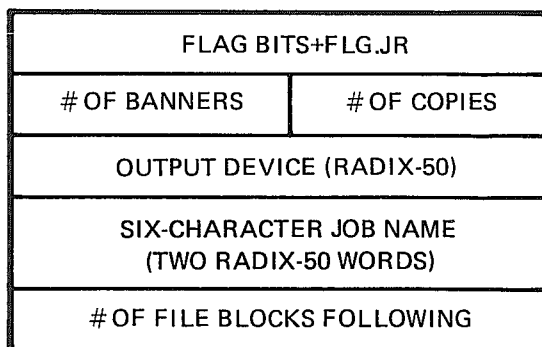 FLAG BITS+FLG.JR
# OF BANNERS # OF COPIES
OUTPUT DEVICE (RADIX-50)
SIX-CHARACTER JOB NAME
(TWO RADIX-50 WORDS)
# OF FILE BLOCKS FOLLOWING